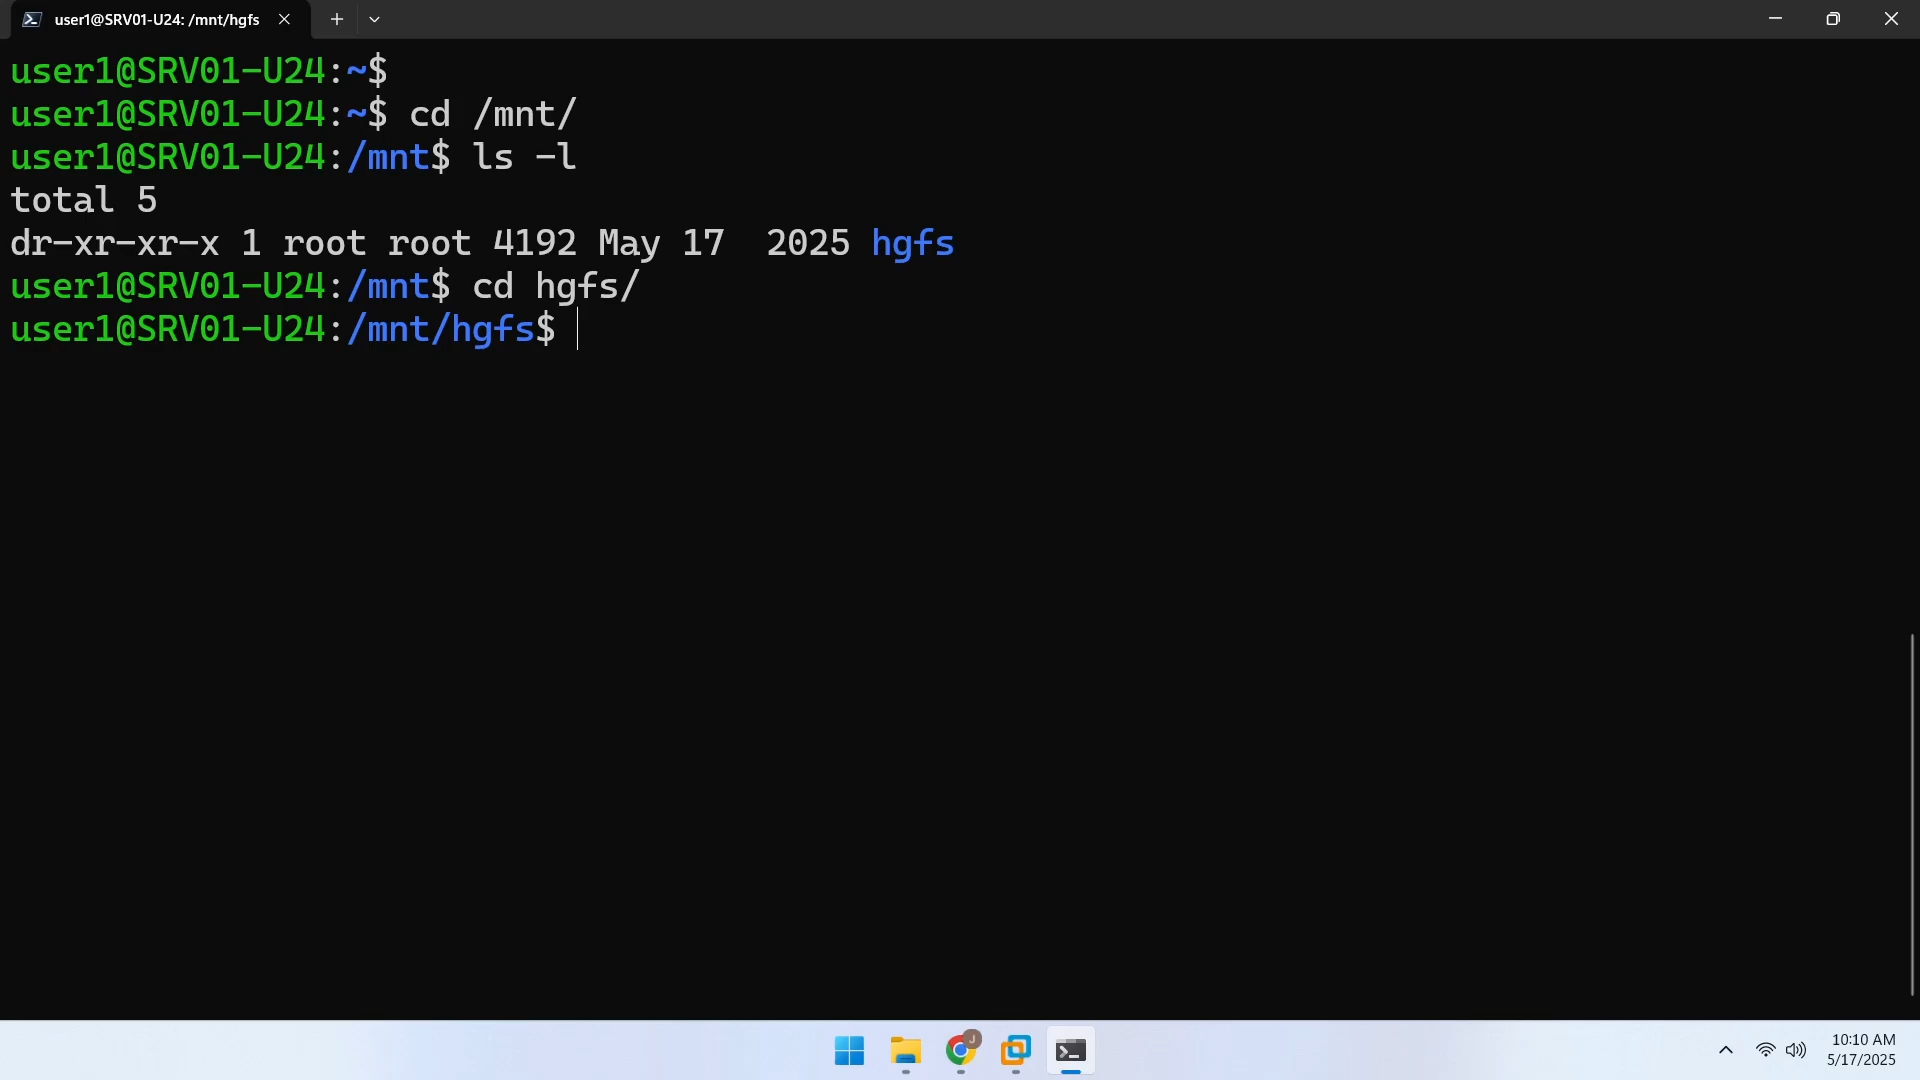 user1@SRV01-U24: /mnt/hgfs
user1@SRV01-U24:~$
user1@SRV01-U24:~$ cd /mnt/
user1@SRV01-U24:/mnt$ ls -l
total 5
dr-xr-xr-x 1 root root 4192 May 17  2025 hgfs
user1@SRV01-U24:/mnt$ cd hgfs/
user1@SRV01-U24:/mnt/hgfs$
J
10:10 AM
5/17/2025